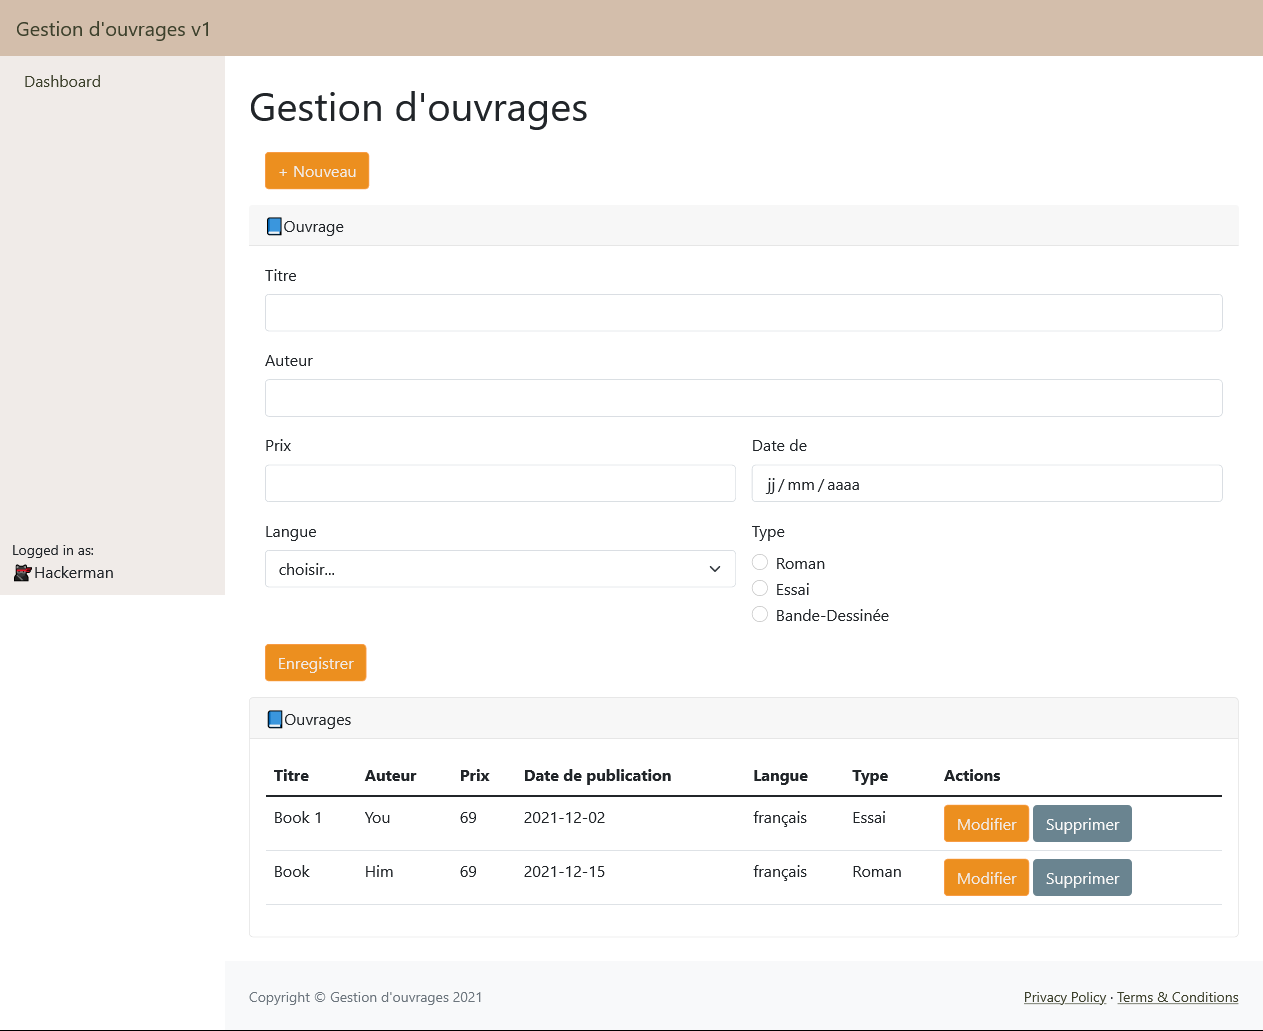 Gestion d'ouvrages v1
Dashboard
Gestion d'ouvrages
+ Nouveau
📘Ouvrage
Titre
Auteur
Prix Date de
jj / mm / aaaa
Langue Type
choisir... Roman
Essai
Bande-Dessinée
Logged in as:
Hackerman
Enregistrer
📘Ouvrages
Titre Auteur Prix Date de publication Langue Type Actions
Book 1 You 69 2021-12-02 français Essai Modifier Supprimer
Book Him 69 2021-12-15 français Roman Modifier Supprimer
Copyright © Gestion d'ouvrages 2021 Privacy Policy · Terms & Conditions